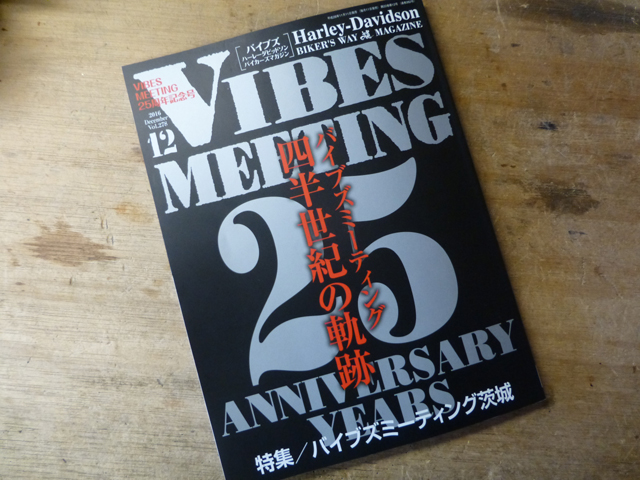 Harley-Davidson
BIKER'S WAY & MAGAZINE
バイブズ
ハーレーダビッドソン
バイカーズマガジン
VIBES
MEETING
25周年記念号
2016
December
Vol.278
12
VIBES
MEETING
25
バイブズミーティング
四半世紀の軌跡
ANNIVERSARY
YEARS
特集/バイブズミーティング茨城